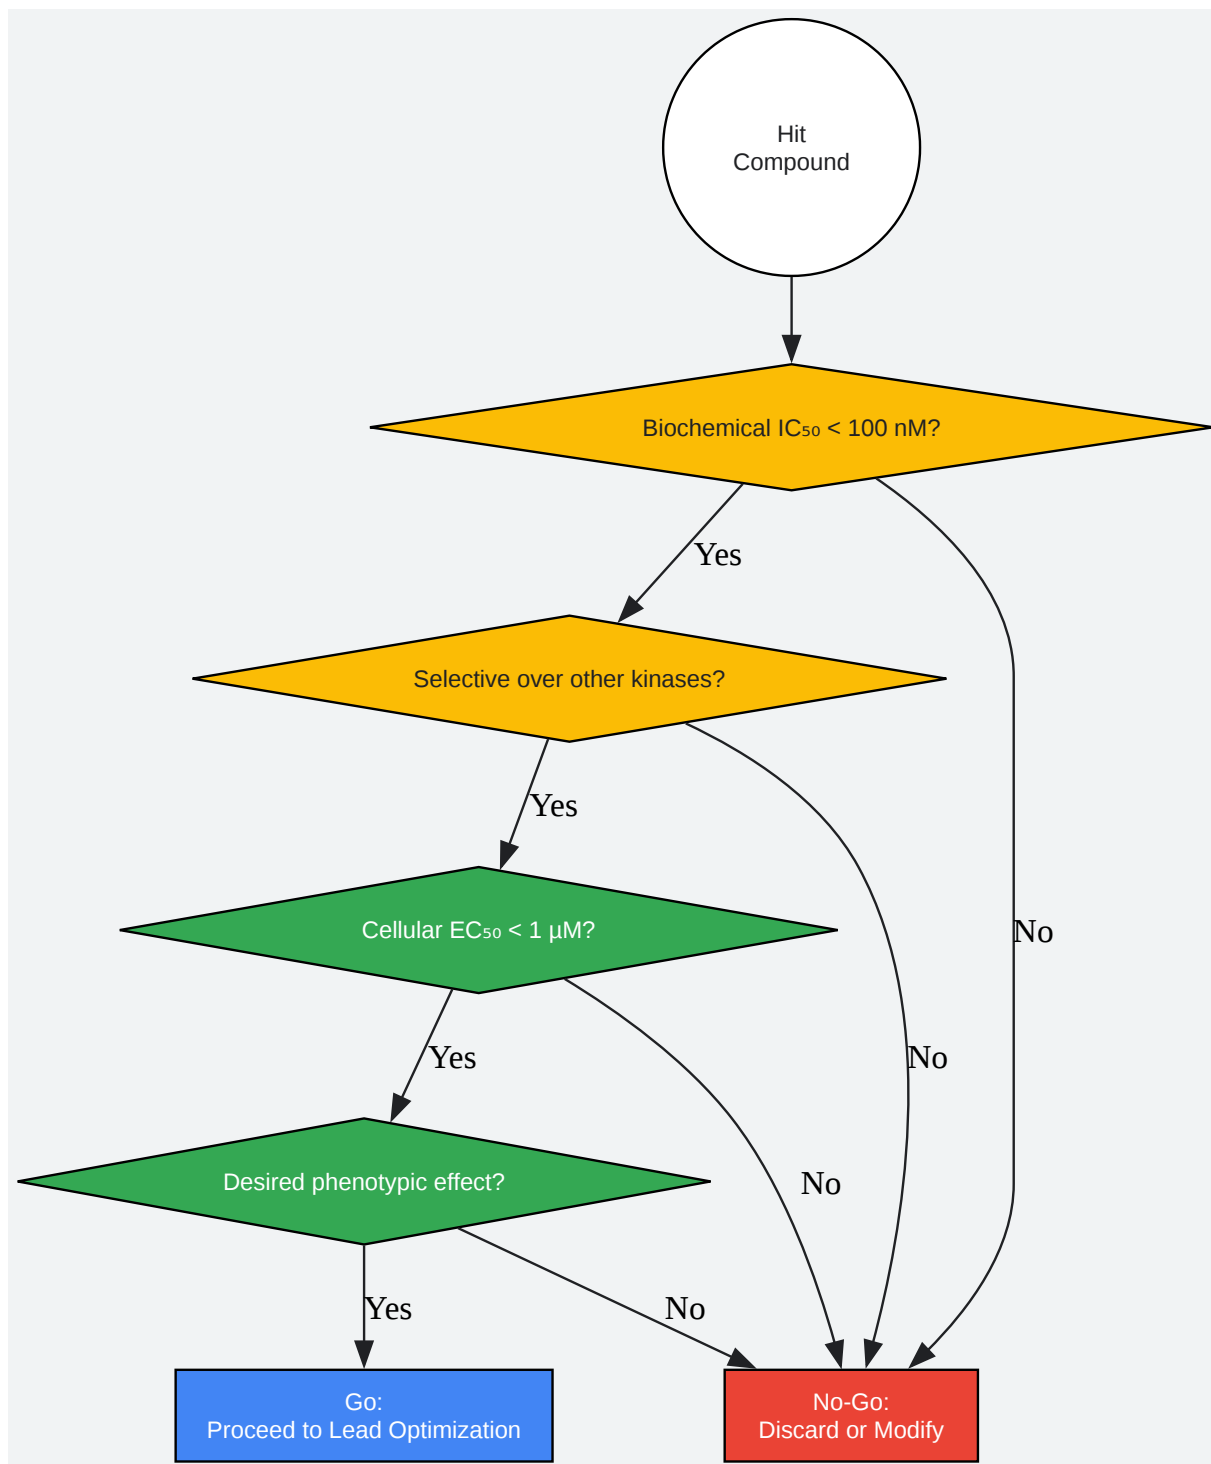 Hit
Compound
Biochemical IC₅₀ < 100 nM?
Yes
Selective over other kinases?
Yes
Cellular EC₅₀ < 1 µM?
No
Yes
No
Desired phenotypic effect?
No
Yes
No
Go:
Proceed to Lead Optimization
No-Go:
Discard or Modify